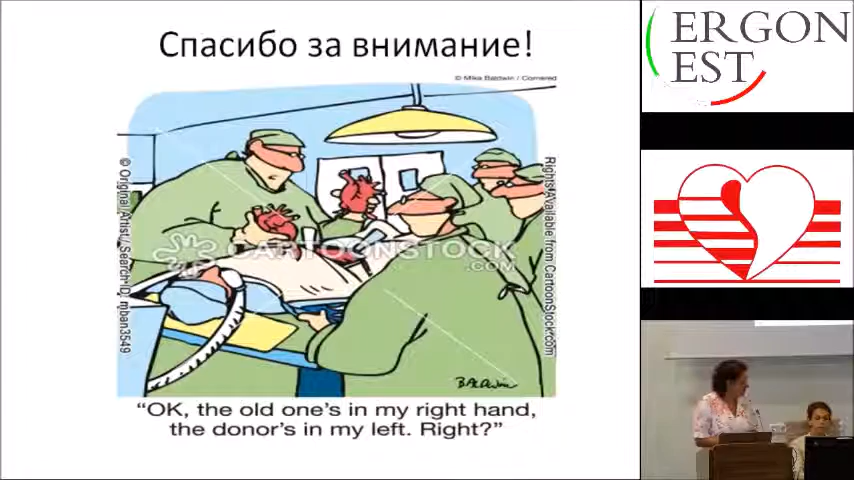 Спасибо за внимание!
© Mike Baldwin / Cornered
© Original Artist / Search ID: mban3549
Rights Available from CartoonStock.com
CARTOONSTOCK
.COM
BALDWIN
"OK, the old one's in my right hand,
the donor's in my left. Right?"
ERGON
EST